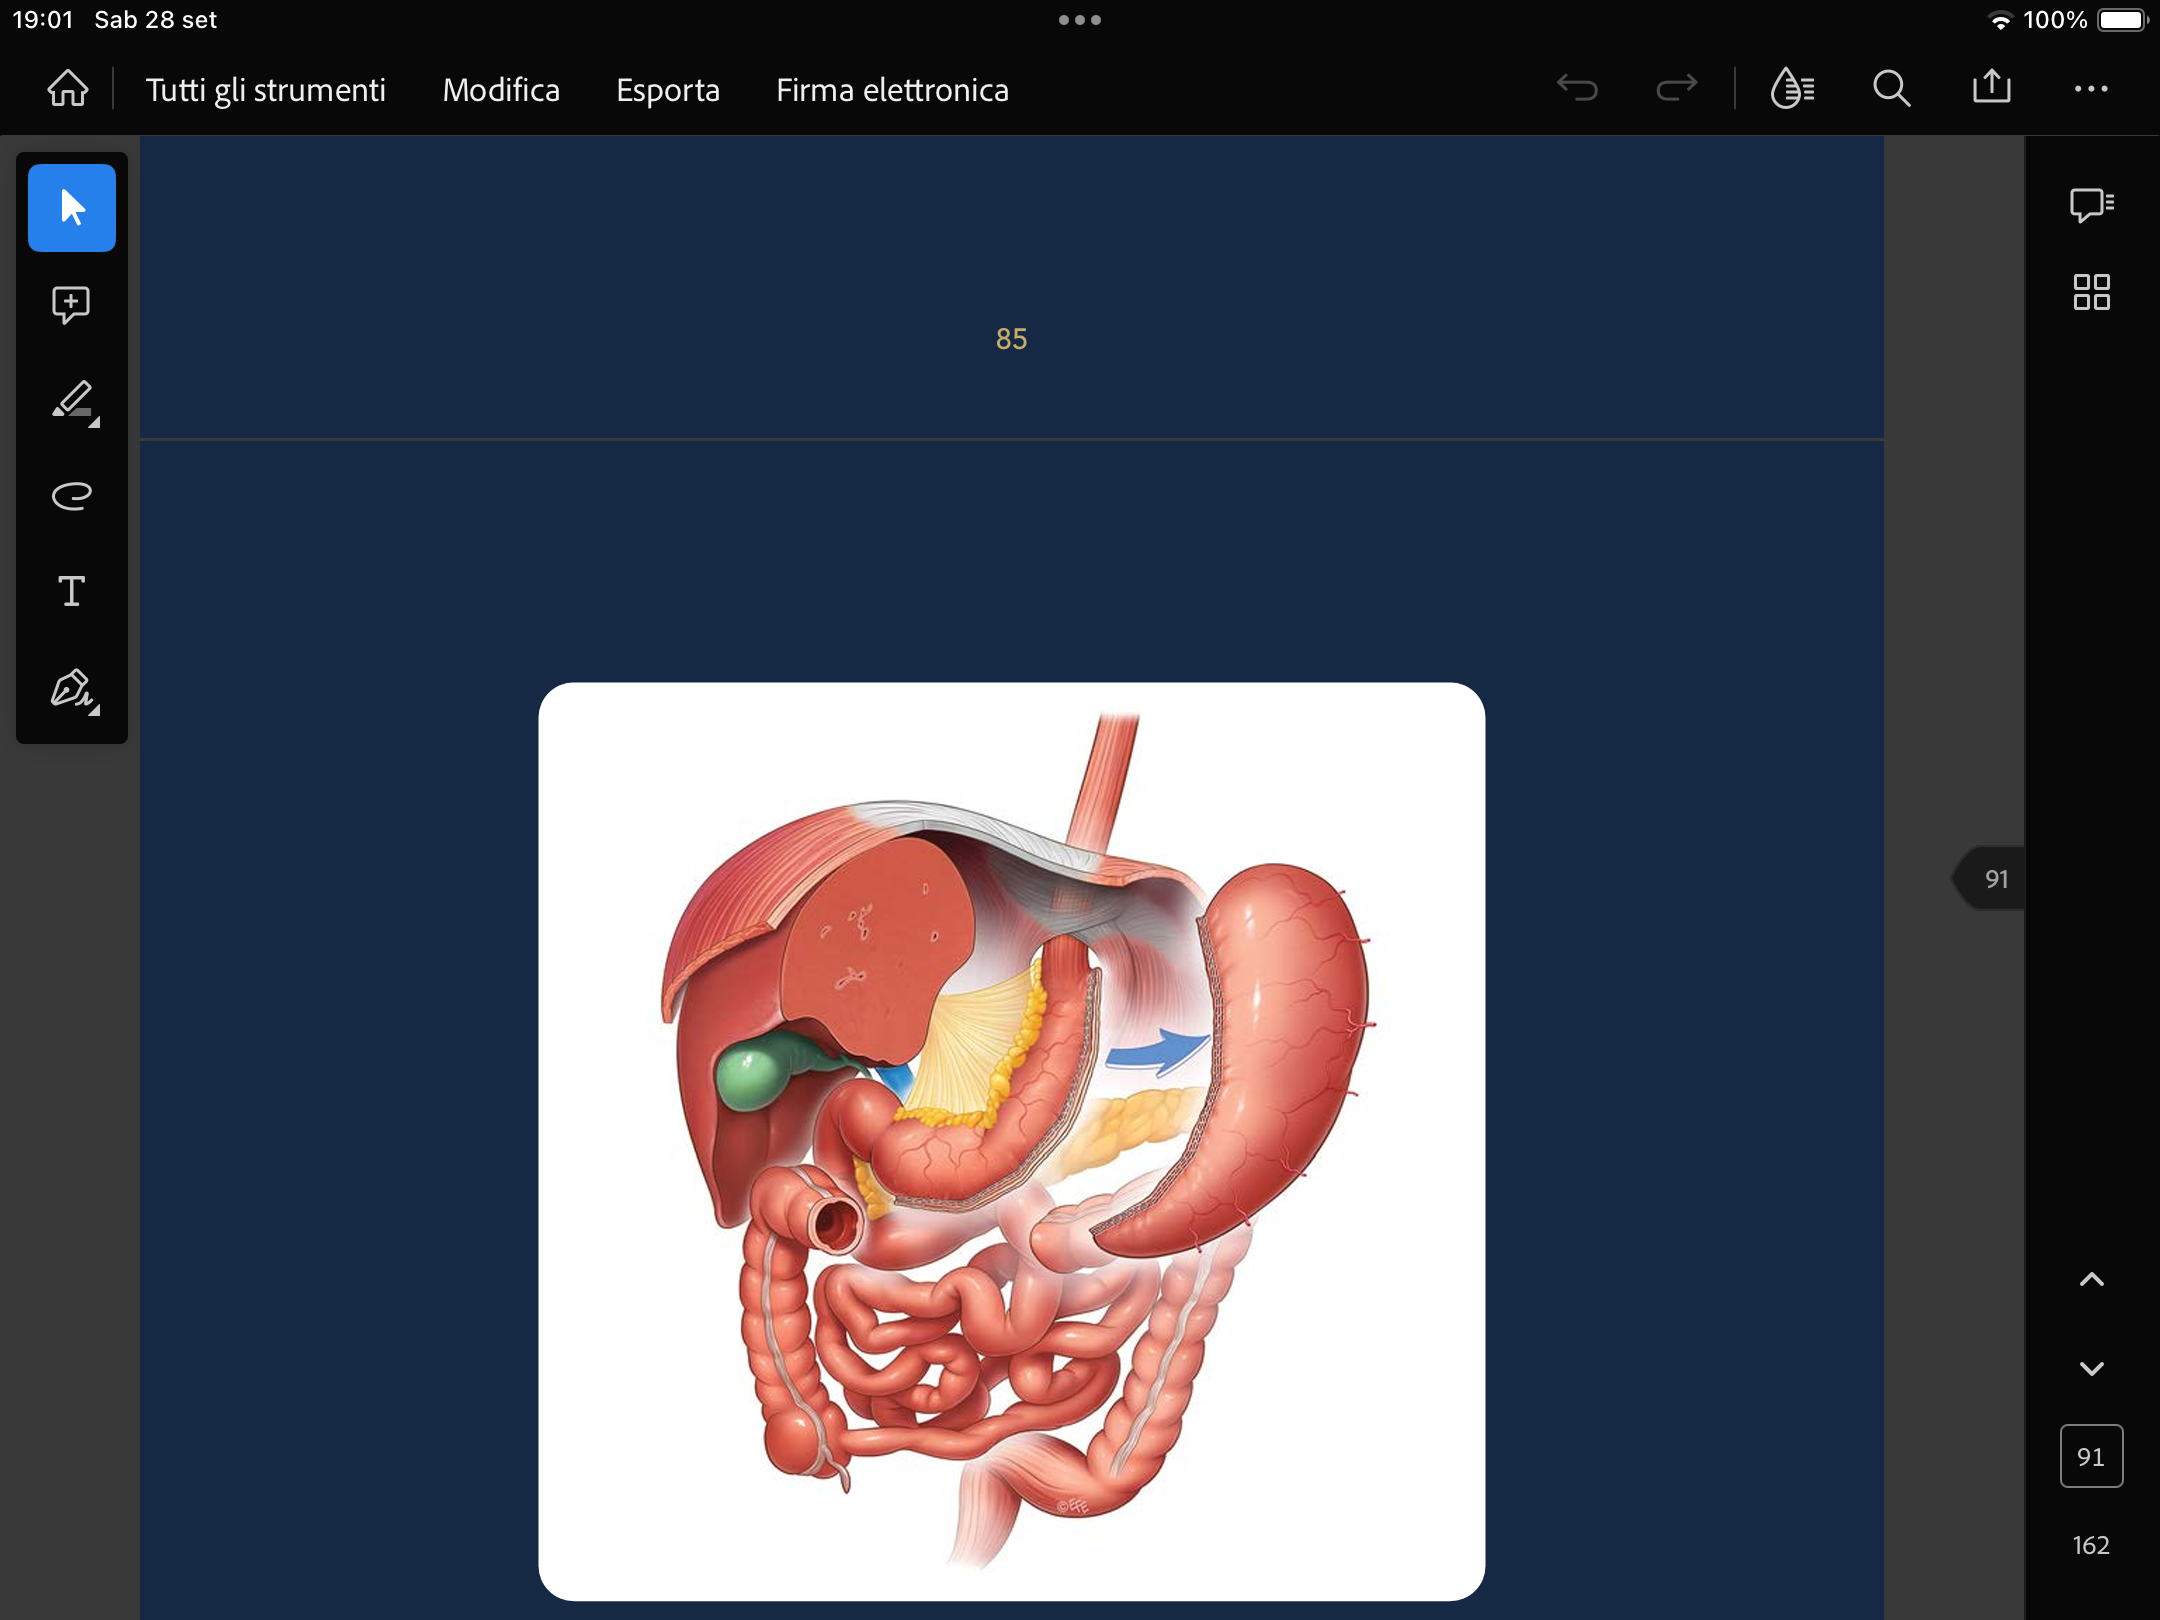 19:01 Sab 28 set
100%
Tutti gli strumenti Modifica Esporta Firma elettronica
85
T
91
91
162